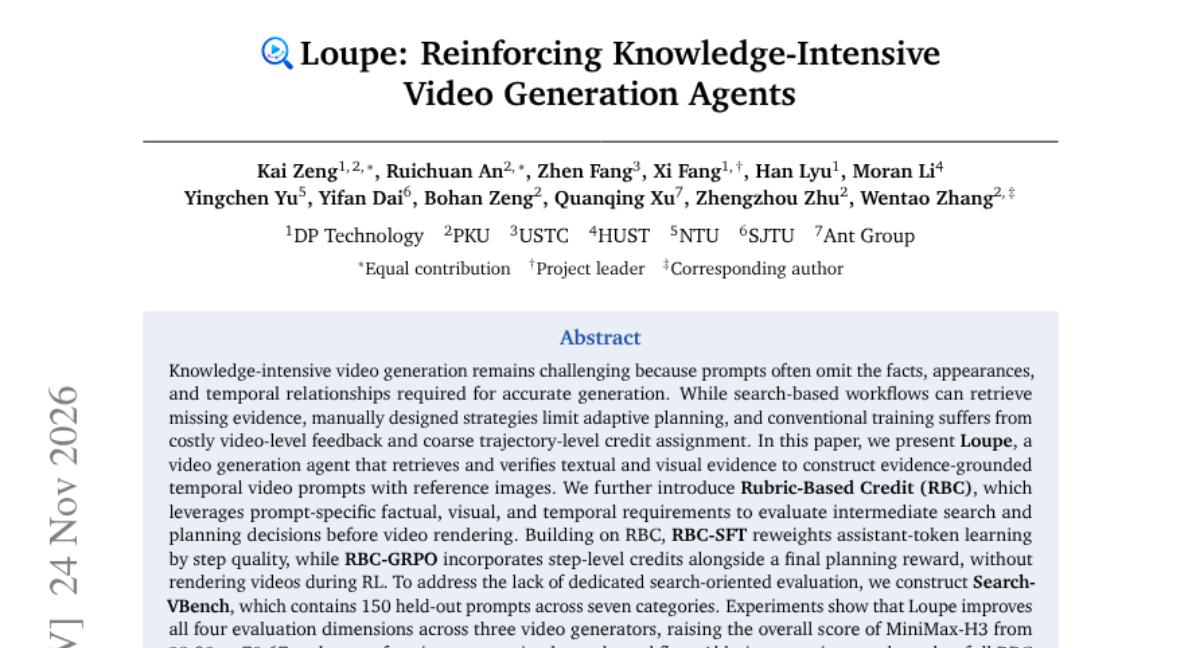 Loupe: Reinforcing Knowledge-Intensive
Video Generation Agents
Kai Zeng1,2,*, Ruichuan An2,*, Zhen Fang3, Xi Fang1,†, Han Lyu1, Moran Li4
Yingchen Yu5, Yifan Dai6, Bohan Zeng2, Quanqing Xu7, Zhengzhou Zhu2, Wentao Zhang2,‡
1DP Technology 2PKU 3USTC 4HUST 5NTU 6SJTU 7Ant Group
*Equal contribution †Project leader ‡Corresponding author
Abstract
Knowledge-intensive video generation remains challenging because prompts often omit the facts, appearances,
and temporal relationships required for accurate generation. While search-based workflows can retrieve
missing evidence, manually designed strategies limit adaptive planning, and conventional training suffers from
costly video-level feedback and coarse trajectory-level credit assignment. In this paper, we present Loupe, a
video generation agent that retrieves and verifies textual and visual evidence to construct evidence-grounded
temporal video prompts with reference images. We further introduce Rubric-Based Credit (RBC), which
leverages prompt-specific factual, visual, and temporal requirements to evaluate intermediate search and
planning decisions before video rendering. Building on RBC, RBC-SFT reweights assistant-token learning
by step quality, while RBC-GRPO incorporates step-level credits alongside a final planning reward, without
rendering videos during RL. To address the lack of dedicated search-oriented evaluation, we construct Search-
VBench, which contains 150 held-out prompts across seven categories. Experiments show that Loupe improves
all four evaluation dimensions across three video generators, raising the overall score of MiniMax-H3 from
V] 24 Nov 2026